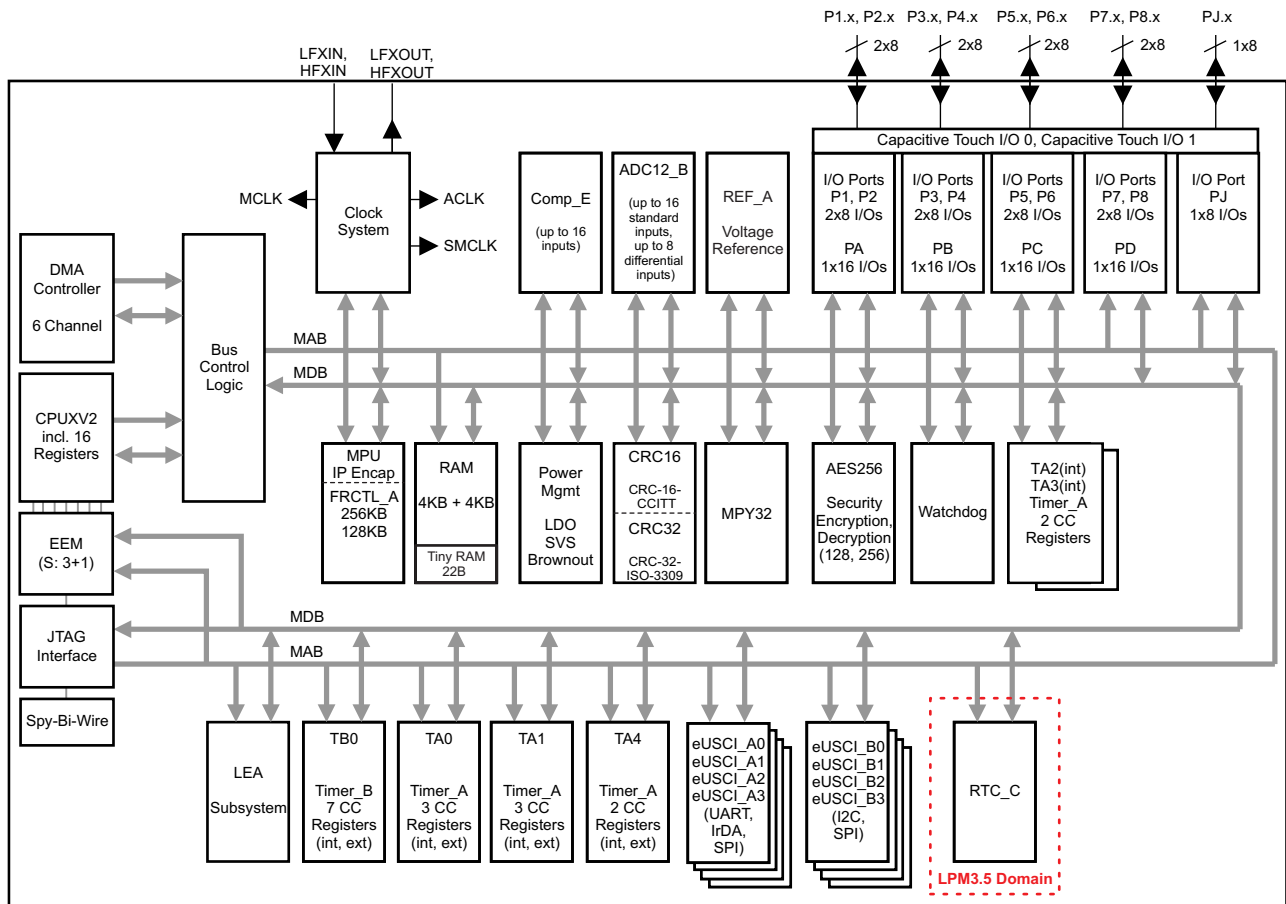 P1.x, P2.x
P3.x, P4.x
P5.x, P6.x
P7.x, P8.x
PJ.x
2x8
2x8
2x8
2x8
1x8
LFXIN,
HFXIN
LFXOUT,
HFXOUT
Capacitive Touch I/O 0, Capacitive Touch I/O 1
MCLK
Clock
System
ACLK
SMCLK
Comp_E
(up to 16
inputs)
ADC12_B
(up to 16
standard
inputs,
up to 8
differential
inputs)
REF_A
Voltage
Reference
I/O Ports
P1, P2
2x8 I/Os
PA
1x16 I/Os
I/O Ports
P3, P4
2x8 I/Os
PB
1x16 I/Os
I/O Ports
P5, P6
2x8 I/Os
PC
1x16 I/Os
I/O Ports
P7, P8
2x8 I/Os
PD
1x16 I/Os
I/O Port
PJ
1x8 I/Os
DMA
Controller
6 Channel
Bus
Control
Logic
MAB
MDB
CPUXV2
incl. 16
Registers
EEM
(S: 3+1)
JTAG
Interface
Spy-Bi-Wire
MPU
IP Encap
FRCTL_A
256KB
128KB
RAM
4KB + 4KB
Tiny RAM
22B
Power
Mgmt
LDO
SVS
Brownout
CRC16
CRC-16-
CCITT
CRC32
CRC-32-
ISO-3309
MPY32
AES256
Security
Encryption,
Decryption
(128, 256)
Watchdog
TA2(int)
TA3(int)
Timer_A
2 CC
Registers
MDB
MAB
LEA
Subsystem
TB0
Timer_B
7 CC
Registers
(int, ext)
TA0
Timer_A
3 CC
Registers
(int, ext)
TA1
Timer_A
3 CC
Registers
(int, ext)
TA4
Timer_A
2 CC
Registers
(int, ext)
eUSCI_A0
eUSCI_A1
eUSCI_A2
eUSCI_A3
(UART,
IrDA,
SPI)
eUSCI_B0
eUSCI_B1
eUSCI_B2
eUSCI_B3
(I2C,
SPI)
RTC_C
LPM3.5 Domain